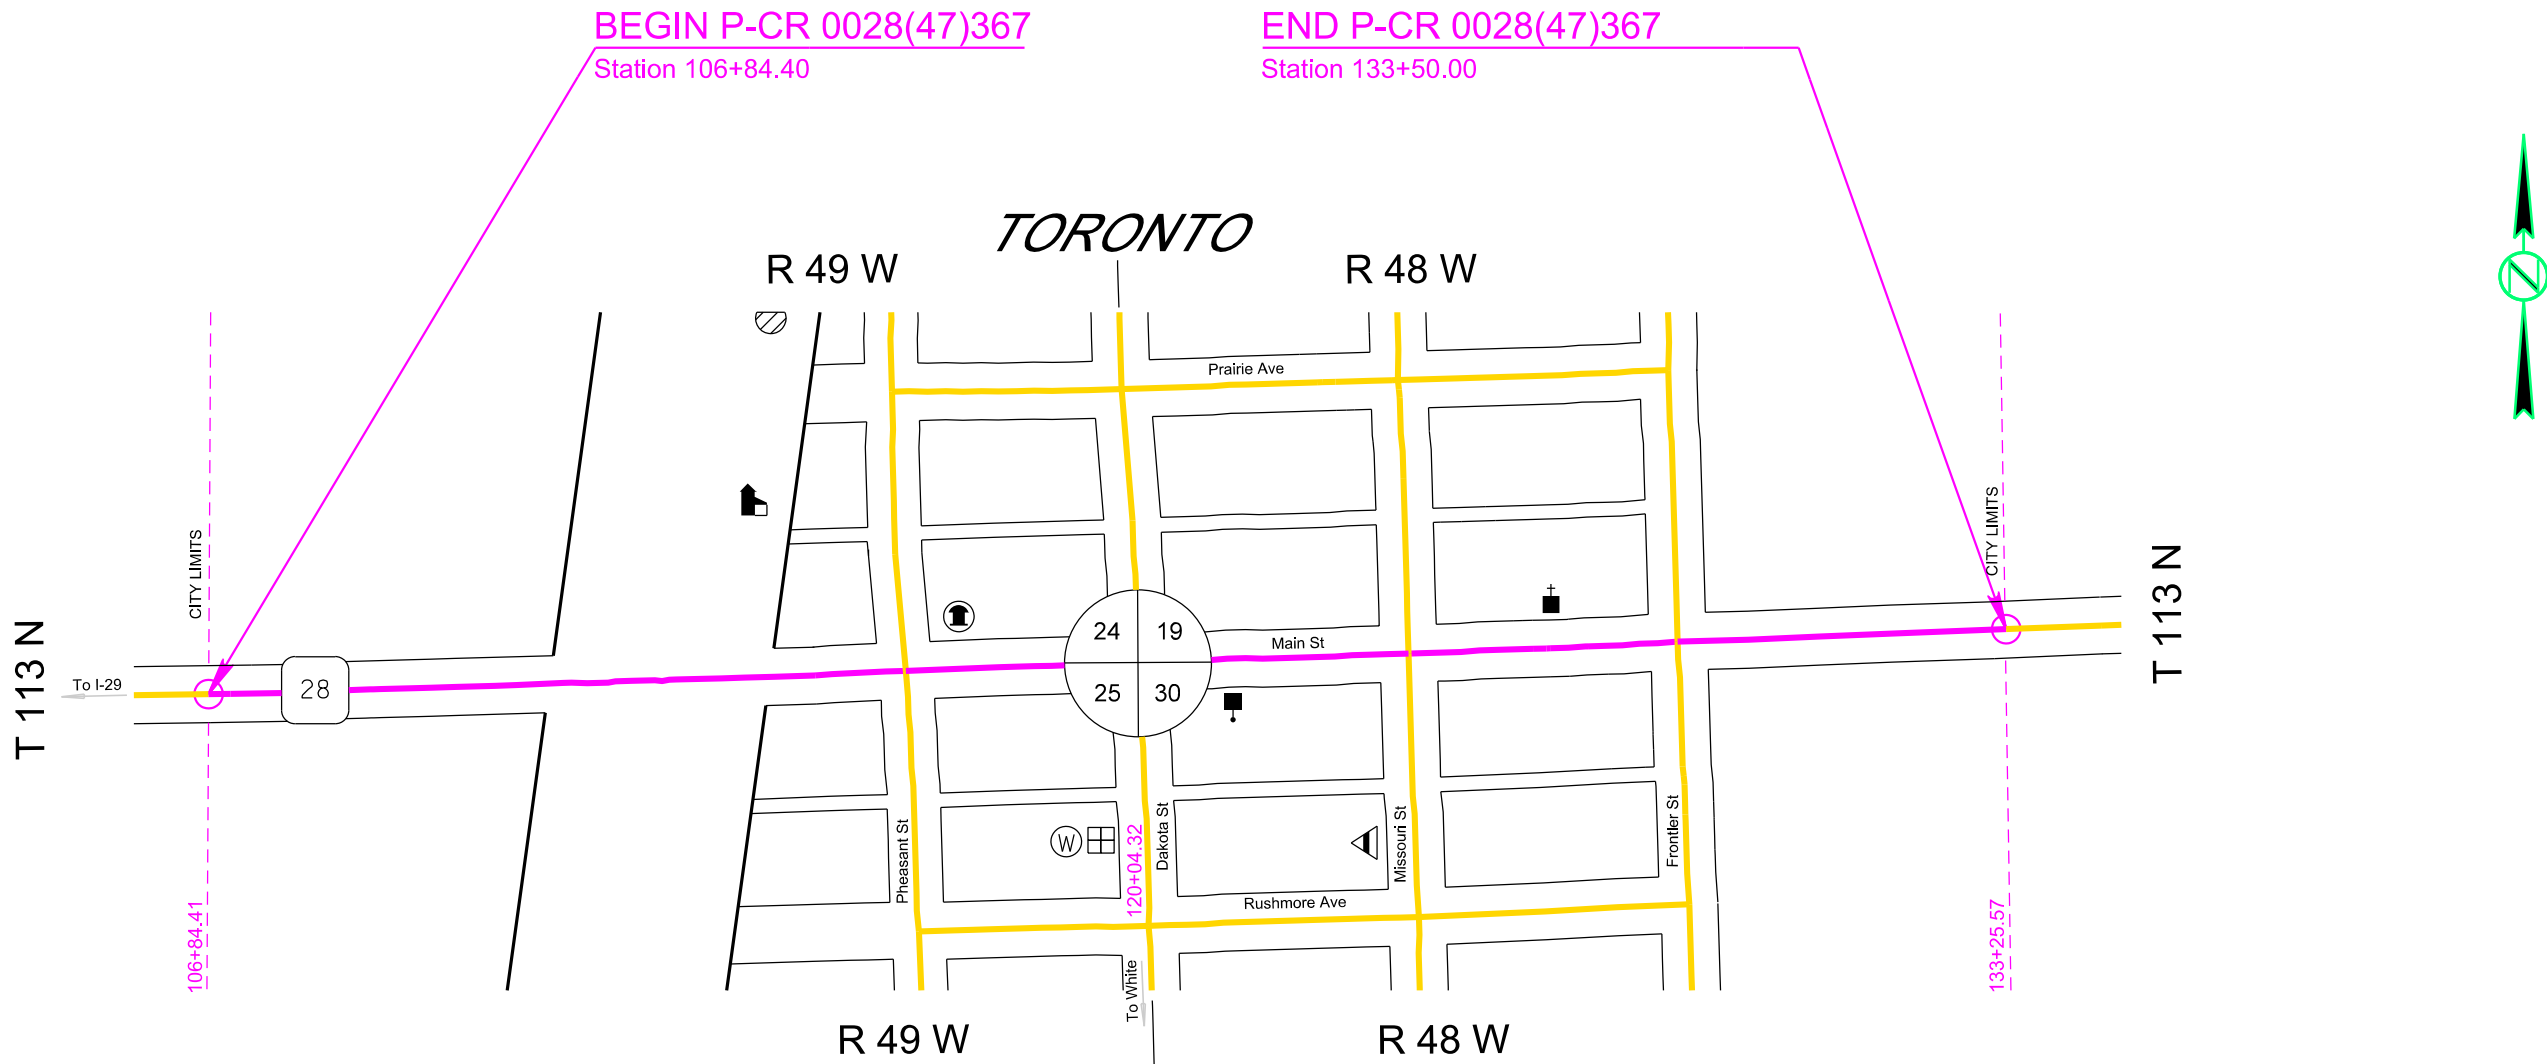 BEGIN P-CR 0028(47)367
Station 106+84.40
END P-CR 0028(47)367
Station 133+50.00
TORONTO
R 49 W
R 48 W
N
Prairie Ave
CITY LIMITS
CITY LIMITS
T 113 N
T 113 N
24
19
25
30
Main St
To I-29
28
W
Pheasant St
120+04.32
Dakota St
Missouri St
Frontier St
Rushmore Ave
106+84.41
133+25.57
To White
R 49 W
R 48 W